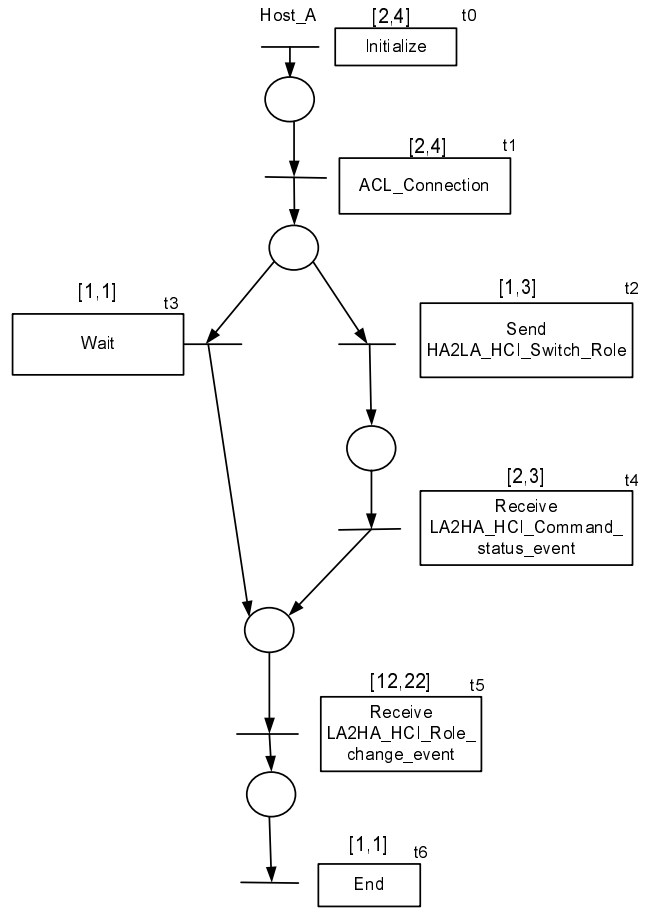 Host_A
[2,4]
t0
Initialize
[2,4]
t1
ACL_Connection
[1,1]
t3
Wait
[1,3]
t2
Send
HA2LA_HCI_Switch_Role
[2,3]
t4
Receive
LA2HA_HCI_Command_
status_event
[12,22]
t5
Receive
LA2HA_HCI_Role_
change_event
[1,1]
t6
End